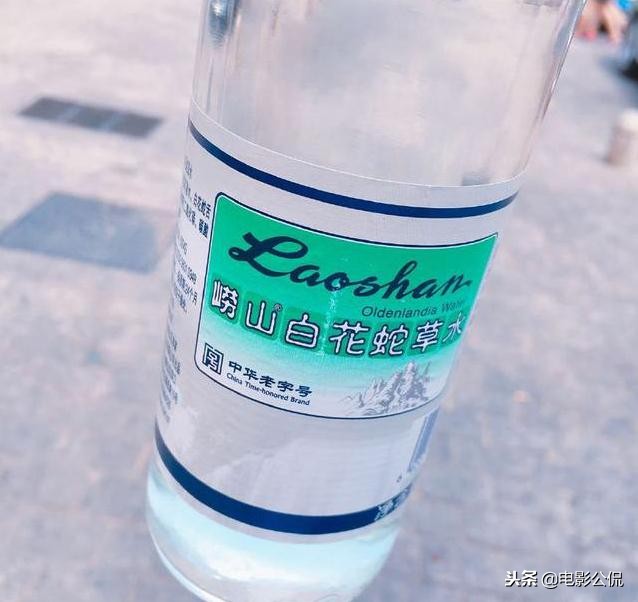 Laoshan
Oldenlandia Water
崂山®白花蛇草水
中华老字号
China Time-honored Brand
头条 @电影公侃